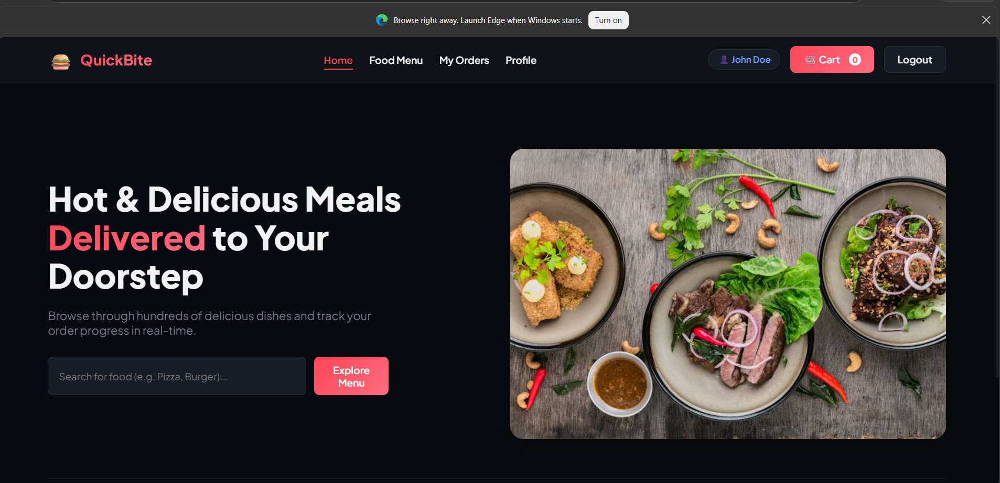 Browse right away. Launch Edge when Windows starts. Turn on
QuickBite
Home Food Menu My Orders Profile
John Doe
Cart 0
Logout
Hot & Delicious Meals
Delivered to Your
Doorstep
Browse through hundreds of delicious dishes and track your
order progress in real-time.
Search for food (e.g. Pizza, Burger)...
Explore
Menu